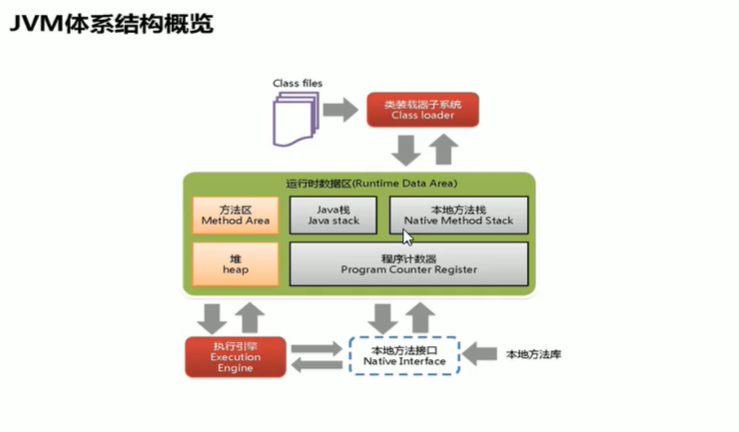 JVM体系结构概览
Class files
类装载器子系统
Class loader
运行时数据区(Runtime Data Area)
方法区
Method Area
Java栈
Java stack
本地方法栈
Native Method Stack
堆
heap
程序计数器
Program Counter Register
执行引擎
Execution
Engine
本地方法接口
Native Interface
本地方法库